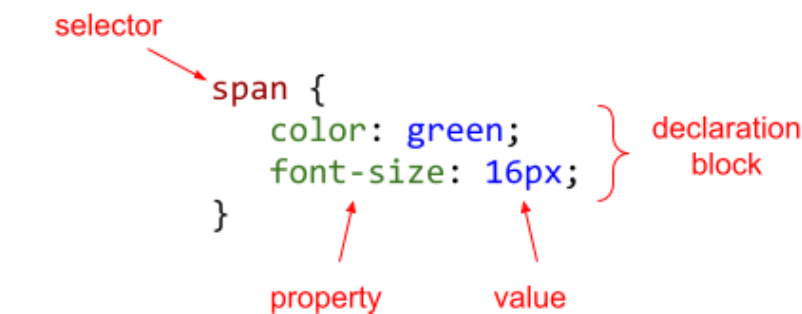 selector
span {
color: green;
font-size: 16px;
}
declaration
block
property
value